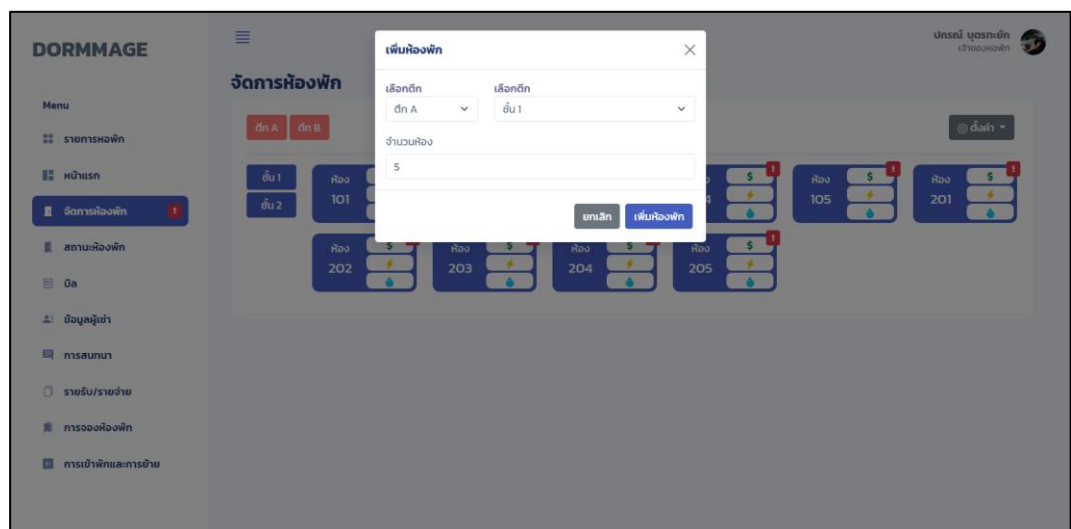 DORMMAGE
ปกรณ์ บุตรทะยัก
เจ้าของหอพัก
Menu
รายการหอพัก
หน้าแรก
จัดการห้องพัก
สถานะห้องพัก
บิล
ข้อมูลผู้เช่า
การสนทนา
รายรับ/รายจ่าย
การจองห้องพัก
การเข้าพักและการย้าย
จัดการห้องพัก
ตึก A ตึก B
ตั้งค่า
ชั้น 1
ชั้น 2
ห้อง 101
ห้อง 105
ห้อง 201
ห้อง 202
ห้อง 203
ห้อง 204
ห้อง 205
เพิ่มห้องพัก
เลือกตึก เลือกตึก
ตึก A ชั้น 1
จำนวนห้อง
5
ยกเลิก เพิ่มห้องพัก